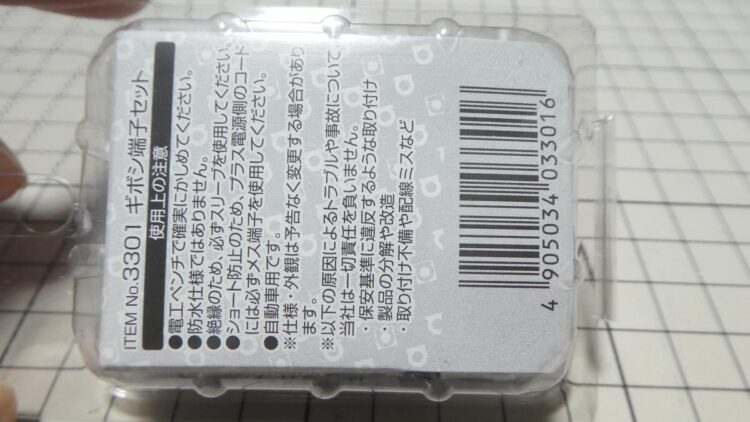 ITEM No.3301 ギボシ端子セット
使用上の注意
●電工ペンチで確実にかしめてください。
●防水仕様ではありません。
●絶縁のため、必ずスリーブを使用してください。
●ショート防止のため、プラス電源側のコード
には必ずメス端子を使用してください。
●自動車用です。
※仕様・外観は予告なく変更する場合があり
ます。
※以下の原因によるトラブルや事故について、
当社は一切責任を負いません。
・保安基準に違反するような取り付け
・製品の分解や改造
・取り付け不備や配線ミスなど
4 905034 033016